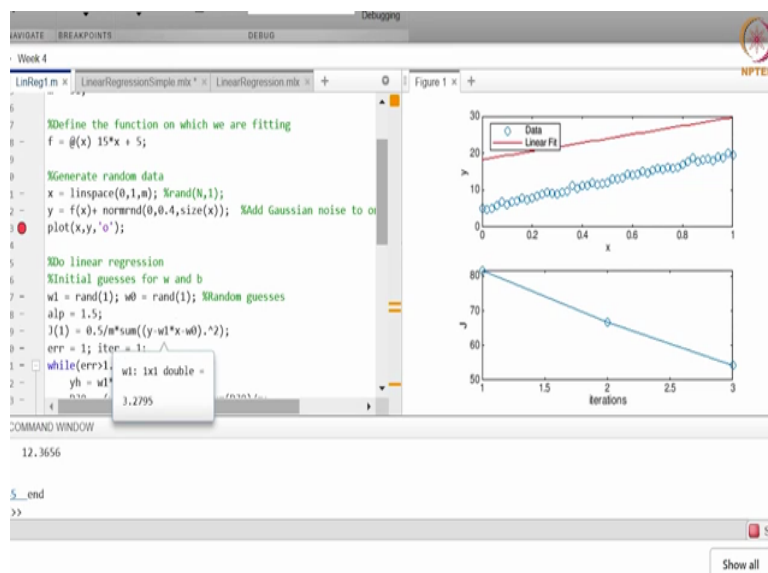 Debugging
NAVIGATE BREAKPOINTS DEBUG
Week 4
LinReg1.m × LinearRegressionSimple.mlx * × LinearRegression.mlx × +
%Define the function on which we are fitting
f = @(x) 15*x + 5;
%Generate random data
x = linspace(0,1,m); %rand(N,1);
y = f(x)+ normrnd(0,0.4,size(x)); %Add Gaussian noise to
plot(x,y,'o');
%Do linear regression
%Initial guesses for w and b
w1 = rand(1); w0 = rand(1); %Random guesses
alp = 1.5;
J(1) = 0.5/m*sum((y-w1*x-w0).^2);
err = 1; iter = 1;
while(err>1.
yh = w1*
w1: 1x1 double =
3.2795
COMMAND WINDOW
12.3656
5 end
>>
Figure 1 × +
NPTEL
30
20
10
0
y
Data
Linear Fit
0 0.2 0.4 0.6 0.8 1
x
80
70
60
50
J
1 1.5 2 2.5 3
iterations
Show all